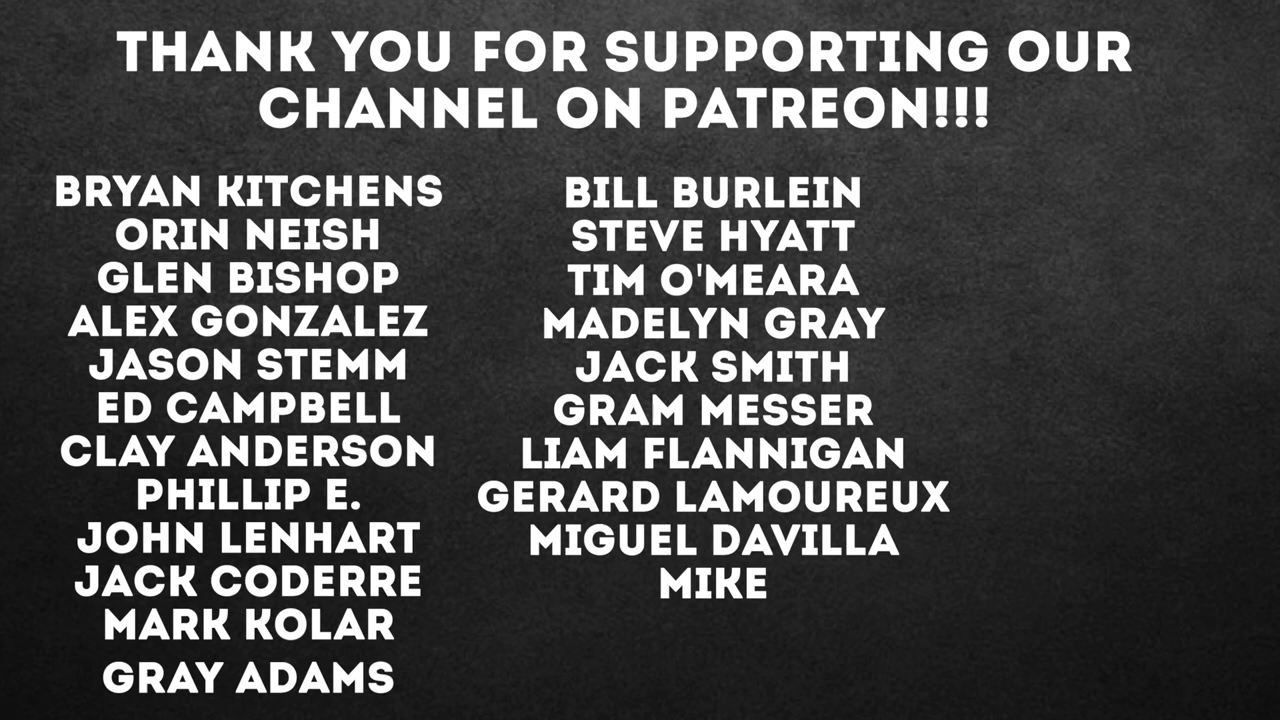 THANK YOU FOR SUPPORTING OUR
CHANNEL ON PATREON!!!
BRYAN KITCHENS
ORIN NEISH
GLEN BISHOP
ALEX GONZALEZ
JASON STEMM
ED CAMPBELL
CLAY ANDERSON
PHILLIP E.
JOHN LENHART
JACK CODERRE
MARK KOLAR
GRAY ADAMS
BILL BURLEIN
STEVE HYATT
TIM O'MEARA
MADELYN GRAY
JACK SMITH
GRAM MESSER
LIAM FLANNIGAN
GERARD LAMOUREUX
MIGUEL DAVILLA
MIKE